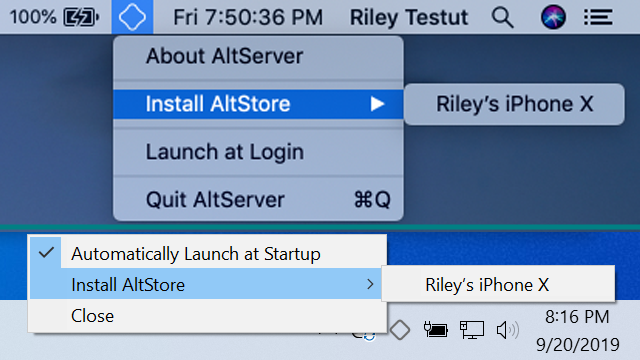 100% Fri 7:50:36 PM Riley Testut
About AltServer
Install AltStore ▶ Riley's iPhone X
Launch at Login
Quit AltServer ⌘Q
✓ Automatically Launch at Startup
Install AltStore > Riley's iPhone X
Close
8:16 PM
9/20/2019